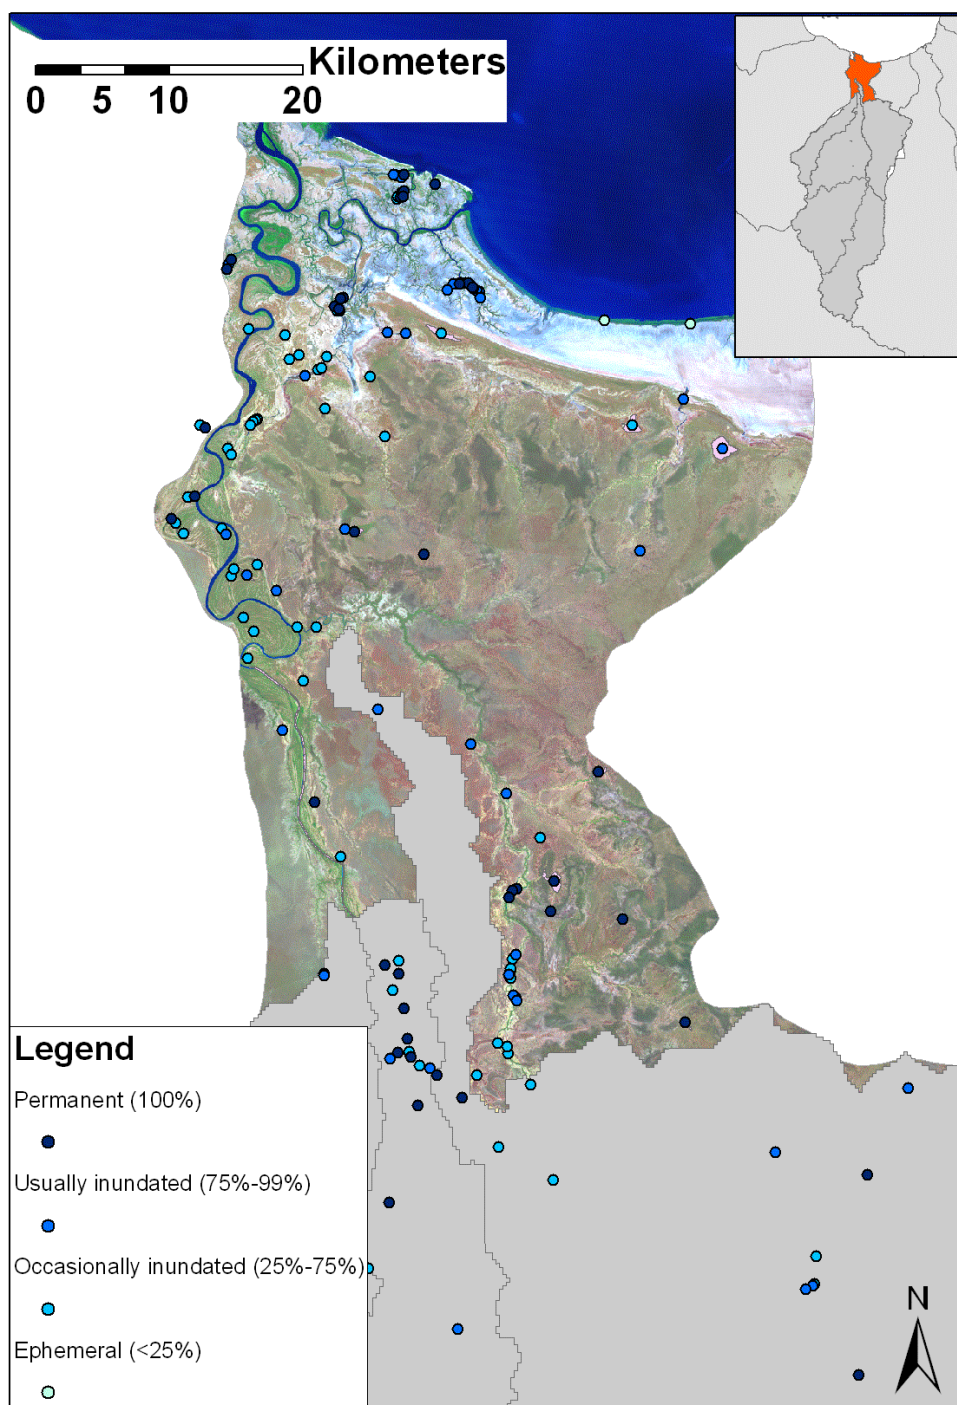 Kilometers
0 5 10 20
Legend
Permanent (100%)
Usually inundated (75%-99%)
Occasionally inundated (25%-75%)
Ephemeral (<25%)
N